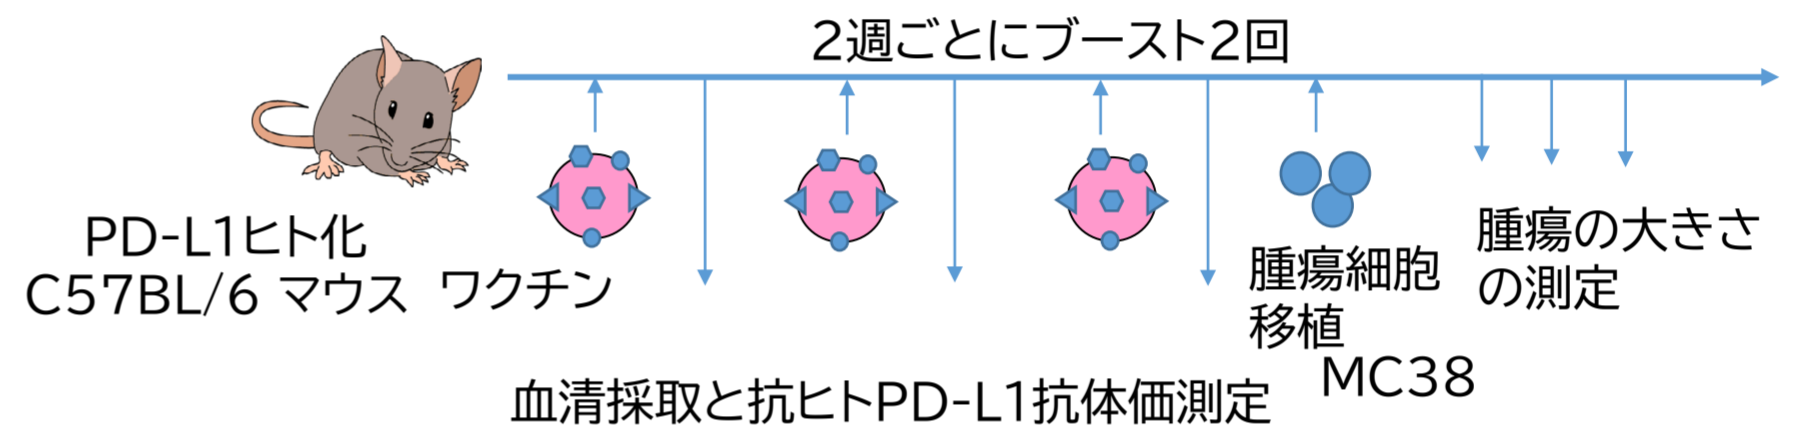 2週ごとにブースト2回
PD-L1ヒト化
C57BL/6 マウス
ワクチン
腫瘍細胞
移植
MC38
腫瘍の大きさ
の測定
血清採取と抗ヒトPD-L1抗体価測定